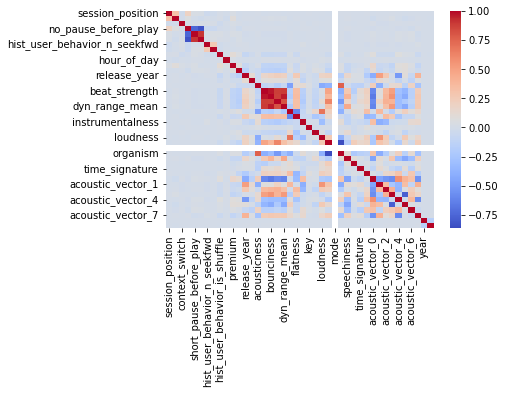 session_position
no_pause_before_play
hist_user_behavior_n_seekfwd
hour_of_day
release_year
beat_strength
dyn_range_mean
instrumentalness
loudness
organism
time_signature
acoustic_vector_1
acoustic_vector_4
acoustic_vector_7
session_position
context_switch
short_pause_before_play
hist_user_behavior_n_seekfwd
hist_user_behavior_is_shuffle
premium
release_year
acousticness
bounciness
dyn_range_mean
flatness
key
loudness
mode
speechiness
time_signature
acoustic_vector_0
acoustic_vector_2
acoustic_vector_4
acoustic_vector_6
year
1.00
0.75
0.50
0.25
0.00
−0.25
−0.50
−0.75